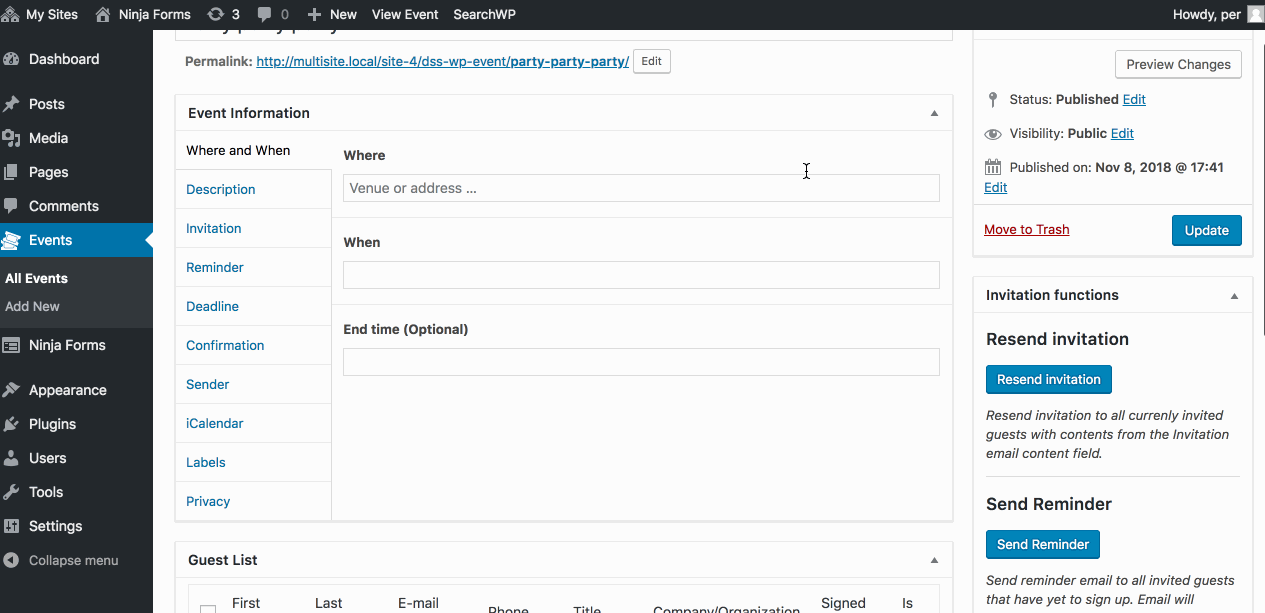 My Sites Ninja Forms 3 0 New View Event SearchWP Howdy, per
Dashboard
Posts
Media
Pages
Comments
Events
All Events
Add New
Ninja Forms
Appearance
Plugins
Users
Tools
Settings
Collapse menu
Permalink: http://multisite.local/site-4/dss-wp-event/party-party-party/ Edit
Event Information
Where and When
Description
Invitation
Reminder
Deadline
Confirmation
Sender
iCalendar
Labels
Privacy
Where
Venue or address ...
When
End time (Optional)
Guest List
First Last E-mail Phone Title Company/Organization Signed Is
Preview Changes
Status: Published Edit
Visibility: Public Edit
Published on: Nov 8, 2018 @ 17:41
Edit
Move to Trash Update
Invitation functions
Resend invitation
Resend invitation
Resend invitation to all currenly invited
guests with contents from the Invitation
email content field.
Send Reminder
Send Reminder
Send reminder email to all invited guests
that have yet to sign up. Email will